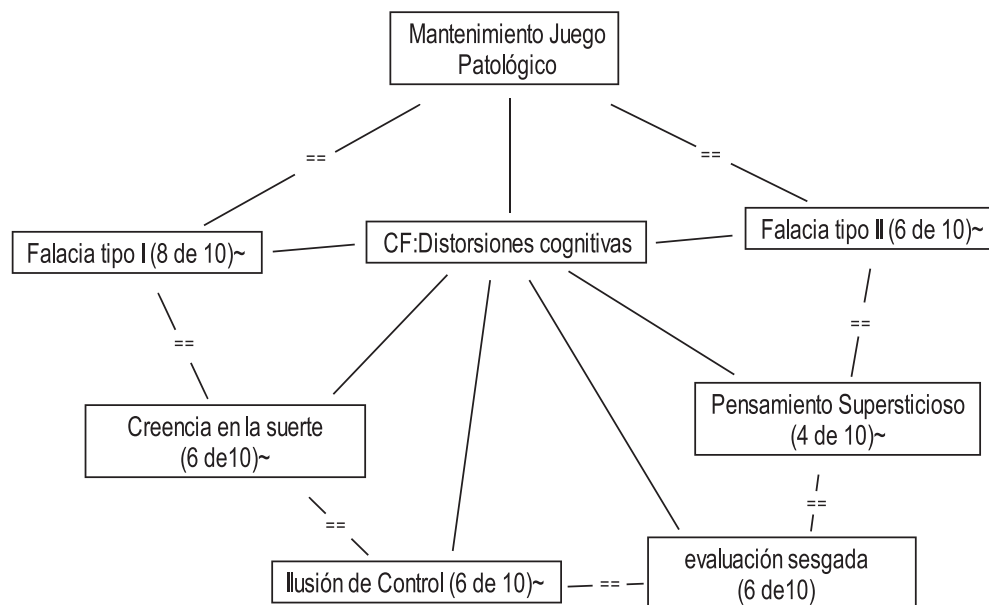 Mantenimiento Juego
Patológico
==
==
Falacia tipo I (8 de 10)~
CF:Distorsiones cognitivas
Falacia tipo II (6 de 10)~
==
==
Creencia en la suerte
(6 de10)~
Pensamiento Supersticioso
(4 de 10)~
==
==
Ilusión de Control (6 de 10)~
==
evaluación sesgada
(6 de10)